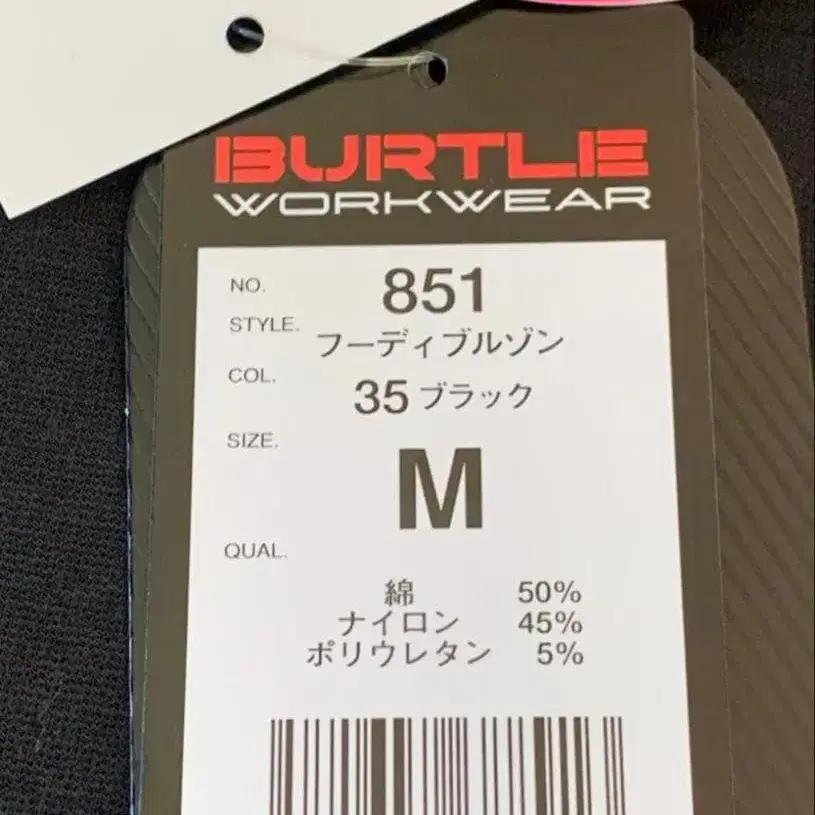 BURTLE
WORKWEAR
NO. 851
STYLE. フーディブルゾン
COL. 35 ブラック
SIZE. M
QUAL.
綿 50%
ナイロン 45%
ポリウレタン 5%